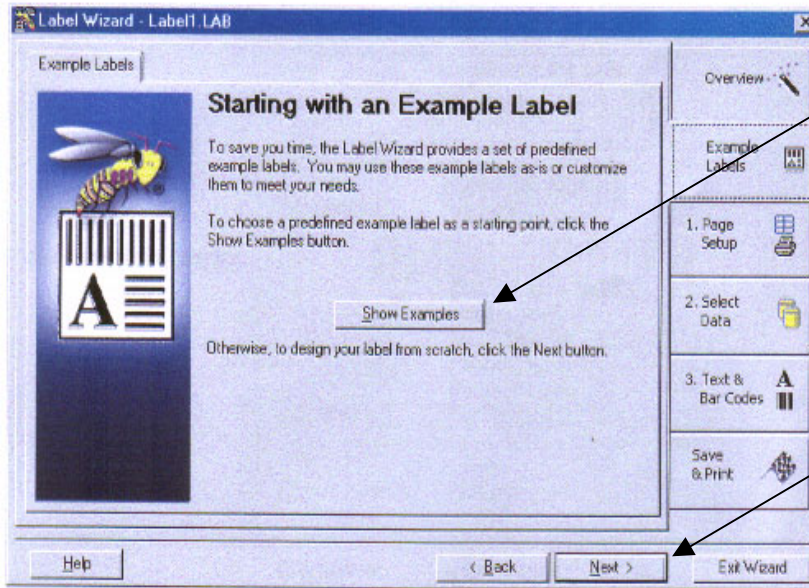 Label Wizard - Label1.LAB
Example Labels
Starting with an Example Label
To save you time, the Label Wizard provides a set of predefined
example labels. You may use these example labels as-is or customize
them to meet your needs.
To choose a predefined example label as a starting point, click the
Show Examples button.
Show Examples
Otherwise, to design your label from scratch, click the Next button.
A
Overview
Example
Labels
1. Page
Setup
2. Select
Data
3. Text &
Bar Codes
A
Save
& Print
Help
< Back
Next >
Exit Wizard